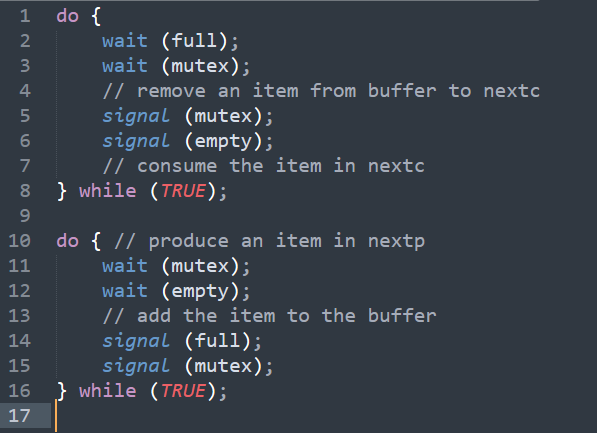 1 do {
2 wait (full);
3 wait (mutex);
4 // remove an item from buffer to nextc
5 signal (mutex);
6 signal (empty);
7 // consume the item in nextc
8 } while (TRUE);
9
10 do { // produce an item in nextp
11 wait (mutex);
12 wait (empty);
13 // add the item to the buffer
14 signal (full);
15 signal (mutex);
16 } while (TRUE);
17